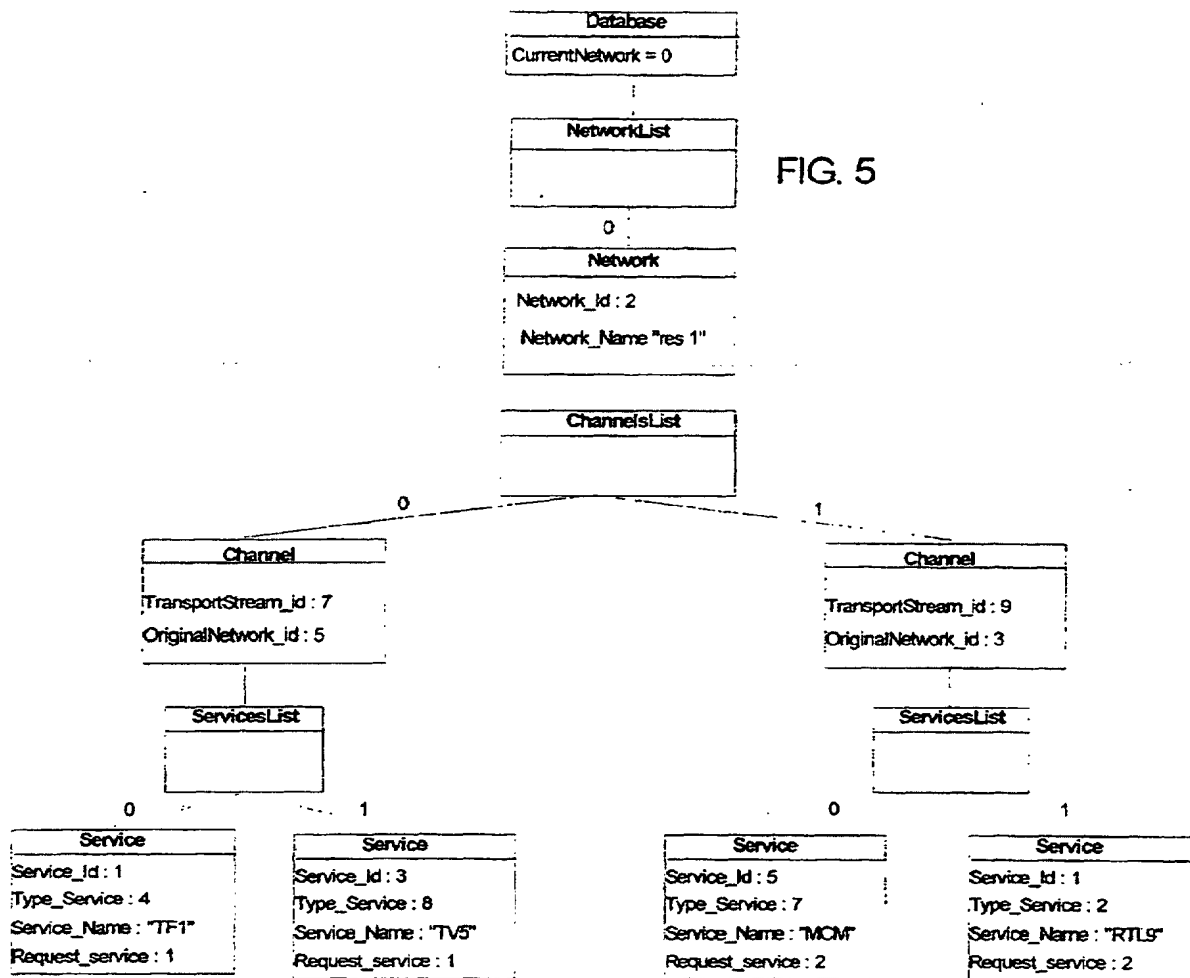 Database
CurrentNetwork = 0
NetworkList
FIG. 5
0
Network
Network_Id : 2
Network_Name "res 1"
ChannelsList
0
1
Channel
TransportStream_id : 7
OriginalNetwork_id : 5
Channel
TransportStream_id : 9
OriginalNetwork_id : 3
ServicesList
ServicesList
0
1
0
1
Service
Service_Id : 1
Type_Service : 4
Service_Name : "TF1"
Request_service : 1
Service
Service_Id : 3
Type_Service : 8
Service_Name : "TV5"
Request_service : 1
Service
Service_Id : 5
Type_Service : 7
Service_Name : "MCM"
Request_service : 2
Service
Service_Id : 1
Type_Service : 2
Service_Name : "RTL9"
Request_service : 2